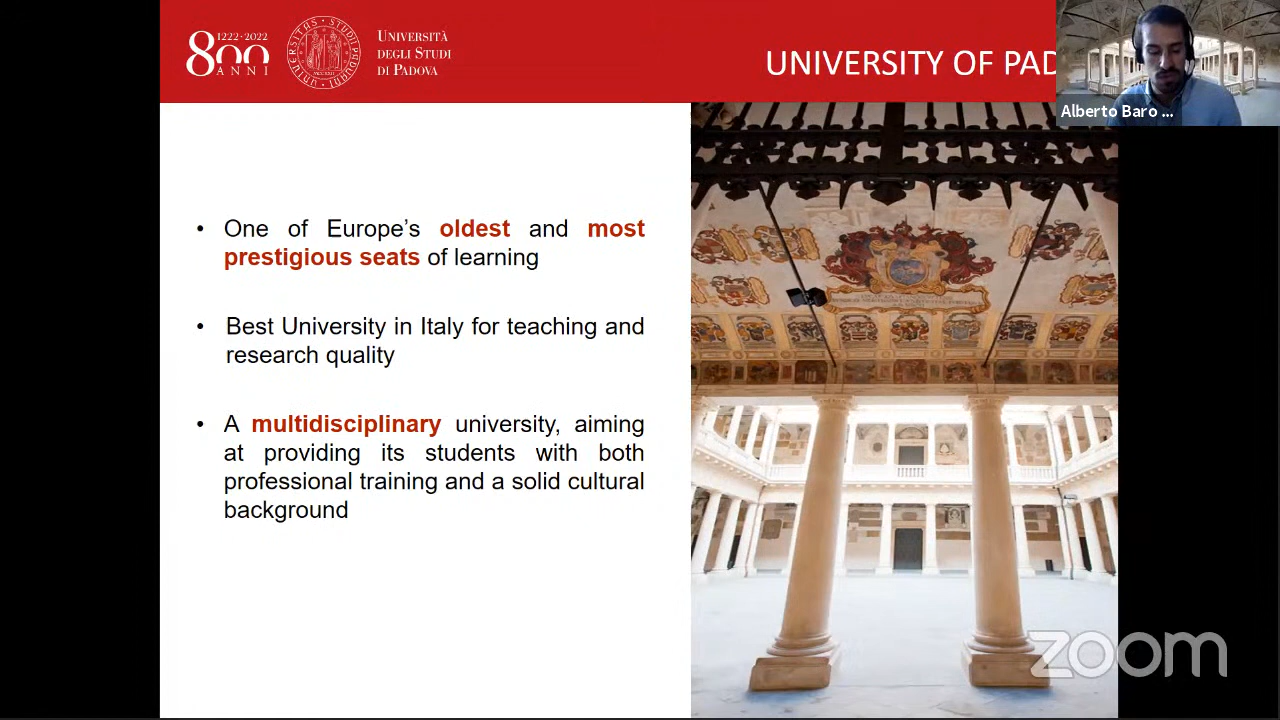 1222·2022
800
ANNI
UNIVERSITÀ
DEGLI STUDI
DI PADOVA
UNIVERSITY OF PAD
Alberto Baro ...
• One of Europe’s oldest and most
prestigious seats of learning
• Best University in Italy for teaching and
research quality
• A multidisciplinary university, aiming
at providing its students with both
professional training and a solid cultural
background
zoom